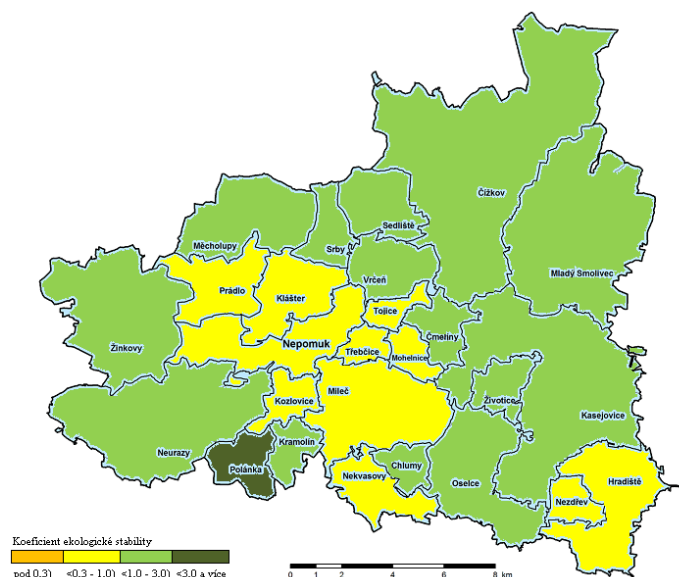 Čížkov
Sedliště
Měcholupy
Srby
Mladý Smolivec
Vrčeň
Prádlo
Klášter
Tojice
Čmelíny
Žinkovy
Nepomuk
Třebčice
Mohelnice
Mileč
Životice
Kozlovice
Kasejovice
Kramolín
Neurazy
Polánka
Chlumy
Nekvasovy
Oselce
Hradiště
Nezdřev
Koeficient ekologické stability
pod 0.3) <0.3 - 1.0) <1.0 - 3.0) <3.0 a více
0 1 2 4 6 8 km